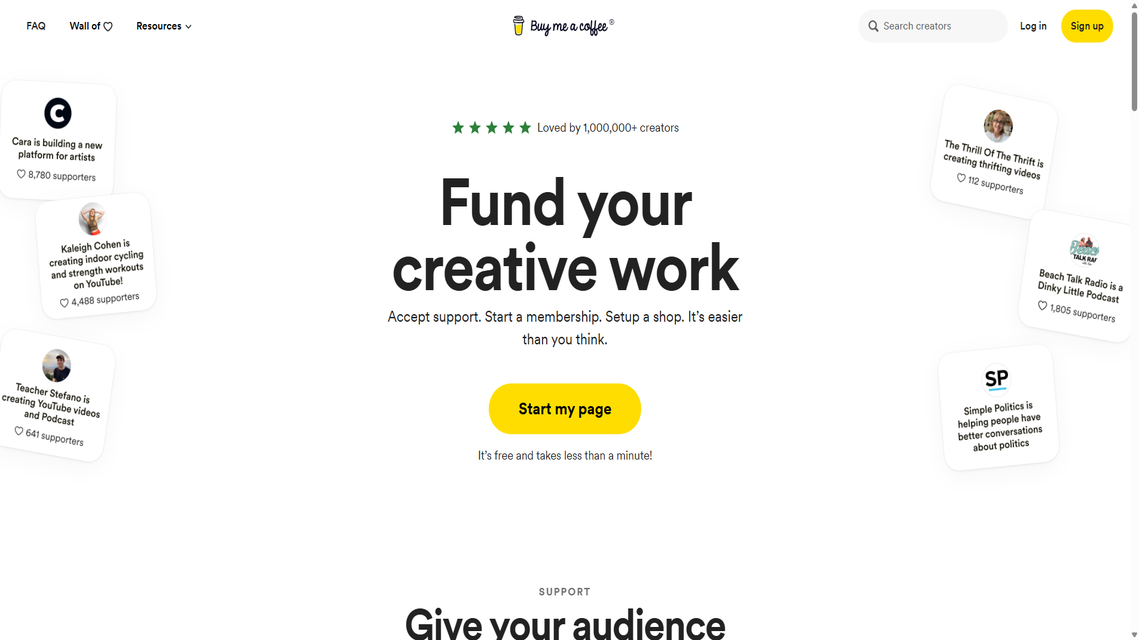 FAQ
Wall of
Resources
Buy me a coffee ®
Search creators
Log in
Sign up
Loved by 1,000,000+ creators
Fund your
creative work
Accept support. Start a membership. Setup a shop. It's easier
than you think.
Start my page
It's free and takes less than a minute!
C
Cara is building a new
platform for artists
8,780 supporters
Kaleigh Cohen is
creating indoor cycling
and strength workouts
on YouTube!
4,488 supporters
Teacher Stefano is
creating YouTube videos
and Podcast
641 supporters
The Thrill Of The Thrift is
creating thrifting videos
112 supporters
TALK RA
Beach Talk Radio is a
Dinky Little Podcast
1,805 supporters
SP
Simple Politics is
helping people have
better conversations
about politics
SUPPORT
Give your audience